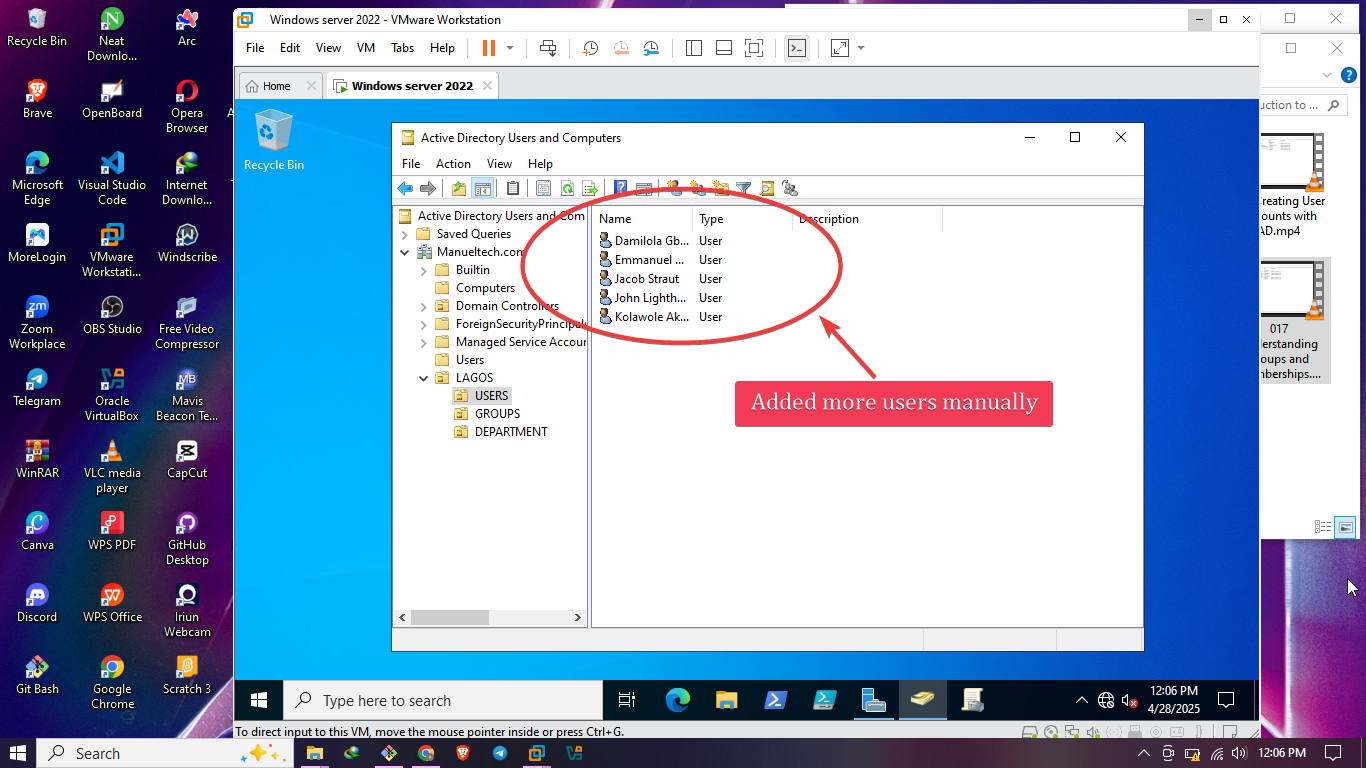 Recycle Bin
Neat
Downlo...
Arc
Brave
OpenBoard
Opera
Browser
Microsoft
Edge
Visual Studio
Code
Internet
Downlo...
MoreLogin
VMware
Workstati...
Windscribe
Zoom
Workplace
OBS Studio
Free Video
Compressor
Telegram
Oracle
VirtualBox
Mavis
Beacon Te...
WinRAR
VLC media
player
CapCut
Canva
WPS PDF
GitHub
Desktop
Discord
WPS Office
Iriun
Webcam
Git Bash
Google
Chrome
Scratch 3
Windows server 2022 - VMware Workstation
File Edit View VM Tabs Help
Home
Windows server 2022
Recycle Bin
Active Directory Users and Computers
File Action View Help
Active Directory Users and Com
Saved Queries
Manueltech.com
Builtin
Computers
Domain Controllers
ForeignSecurityPrincipal
Managed Service Accour
Users
LAGOS
USERS
GROUPS
DEPARTMENT
Name Type Description
Damilola Gb... User
Emmanuel ... User
Jacob Straut User
John Lighth... User
Kolawole Ak... User
Added more users manually
Type here to search
12:06 PM
4/28/2025
To direct input to this VM, move the mouse pointer inside or press Ctrl+G.
uction to ...
reating User
ounts with
AD.mp4
017
derstanding
oups and
mberships....
Search
12:06 PM